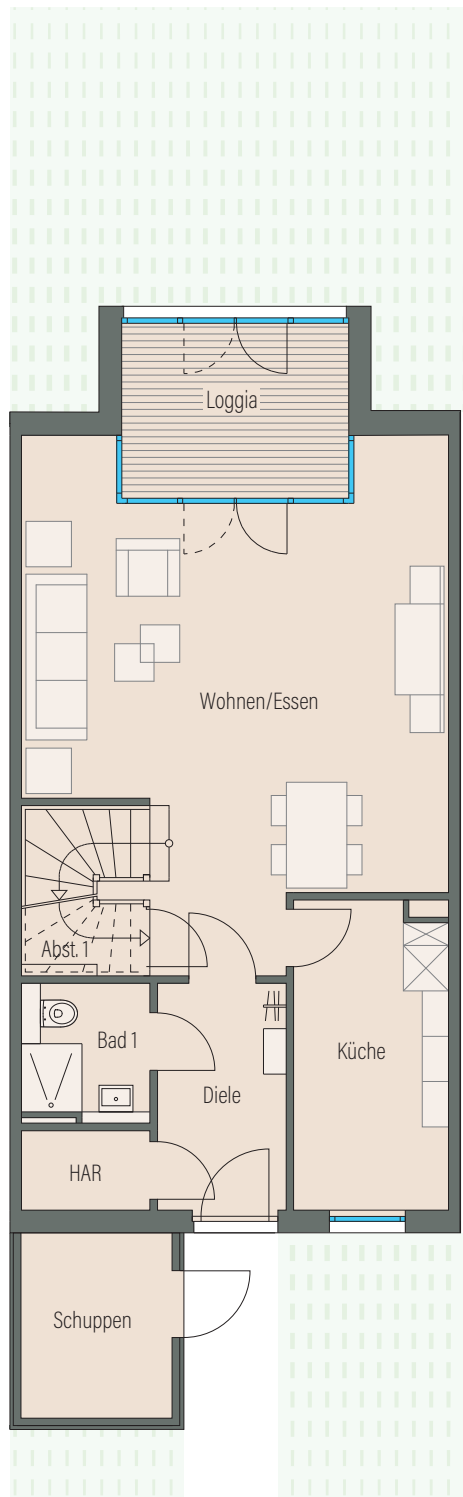 Loggia
Wohnen/Essen
Abst. 1
Bad 1
Küche
Diele
HAR
Schuppen